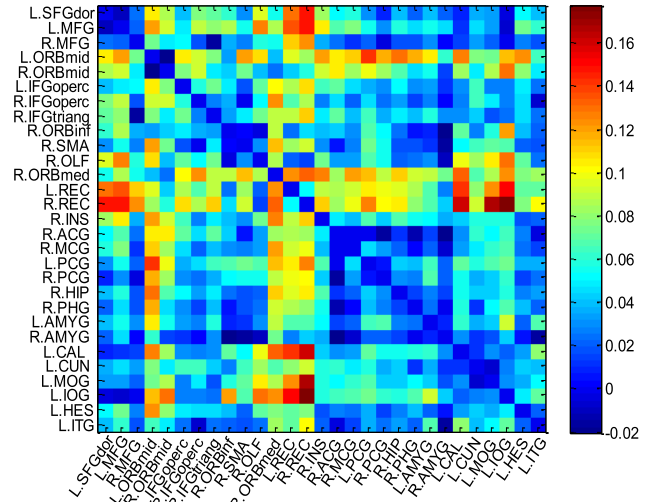 L.SFGdor
L.MFG
R.MFG
L.ORBmid
R.ORBmid
L.IFGoperc
R.IFGoperc
R.IFGtriang
R.ORBinf
R.SMA
R.OLF
R.ORBmed
L.REC
R.REC
R.INS
R.ACG
R.MCG
L.PCG
R.PCG
R.HIP
R.PHG
L.AMYG
R.AMYG
L.CAL
L.CUN
L.MOG
L.IOG
L.HES
L.ITG
L.SFGdor
L.MFG
R.MFG
L.ORBmid
R.ORBmid
L.IFGoperc
R.IFGoperc
R.IFGtriang
R.ORBinf
R.SMA
R.OLF
R.ORBmed
L.REC
R.REC
R.INS
R.ACG
R.MCG
L.PCG
R.PCG
R.HIP
R.PHG
L.AMYG
R.AMYG
L.CAL
L.CUN
L.MOG
L.IOG
L.HES
L.ITG
0.16
0.14
0.12
0.1
0.08
0.06
0.04
0.02
0
-0.02